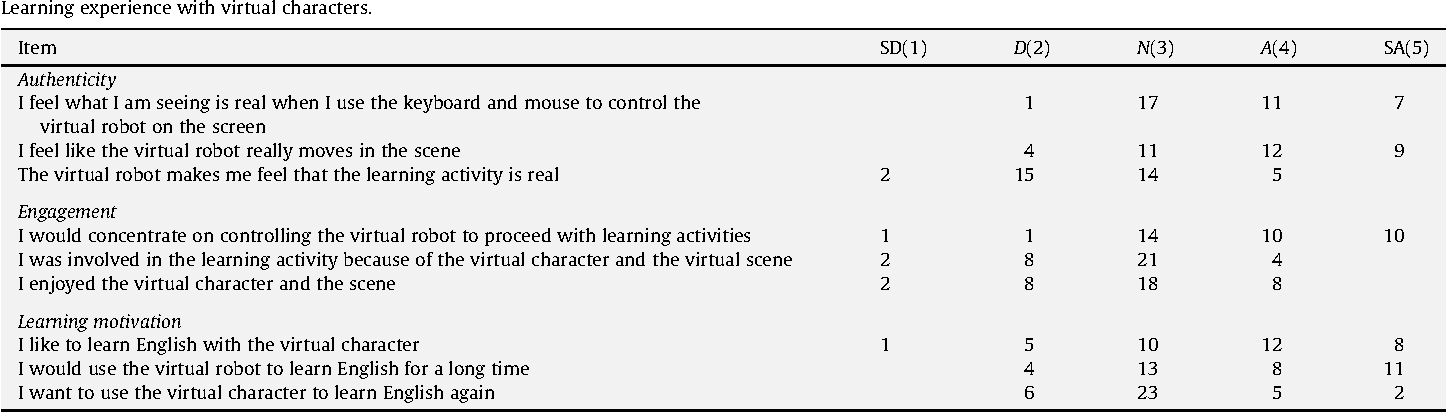 Learning experience with virtual characters.
Item SD(1) D(2) N(3) A(4) SA(5)
Authenticity
I feel what I am seeing is real when I use the keyboard and mouse to control the 1 17 11 7
virtual robot on the screen
I feel like the virtual robot really moves in the scene 4 11 12 9
The virtual robot makes me feel that the learning activity is real 2 15 14 5
Engagement
I would concentrate on controlling the virtual robot to proceed with learning activities 1 1 14 10 10
I was involved in the learning activity because of the virtual character and the virtual scene 2 8 21 4
I enjoyed the virtual character and the scene 2 8 18 8
Learning motivation
I like to learn English with the virtual character 1 5 10 12 8
I would use the virtual robot to learn English for a long time 4 13 8 11
I want to use the virtual character to learn English again 6 23 5 2